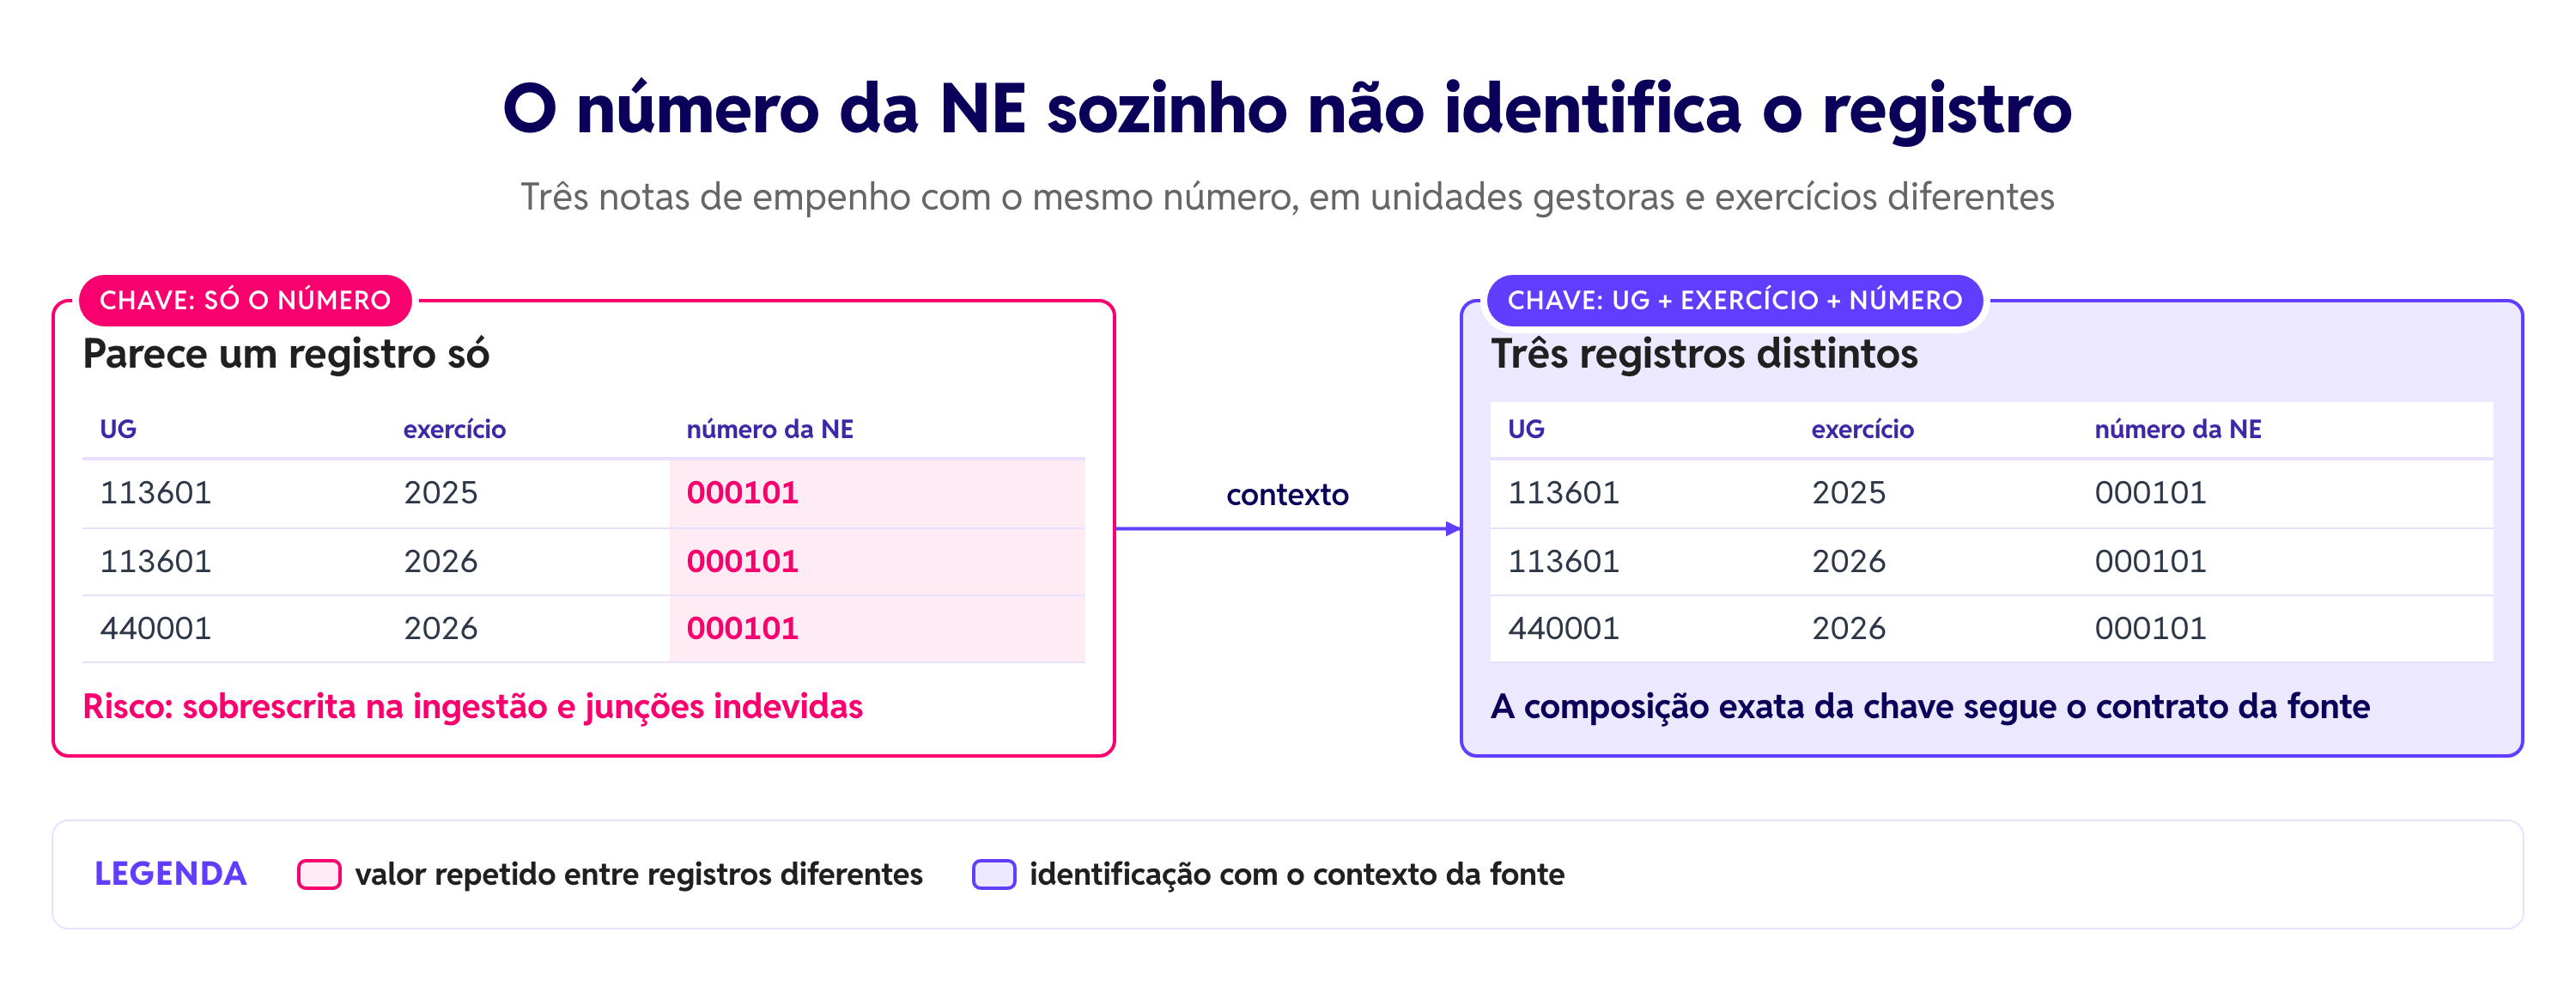 O número da NE sozinho não identifica o registro
Três notas de empenho com o mesmo número, em unidades gestoras e exercícios diferentes
CHAVE: SÓ O NÚMERO
Parece um registro só
UG exercício número da NE
113601 2025 000101
113601 2026 000101
440001 2026 000101
Risco: sobrescrita na ingestão e junções indevidas
contexto
CHAVE: UG + EXERCÍCIO + NÚMERO
Três registros distintos
UG exercício número da NE
113601 2025 000101
113601 2026 000101
440001 2026 000101
A composição exata da chave segue o contrato da fonte
LEGENDA valor repetido entre registros diferentes identificação com o contexto da fonte